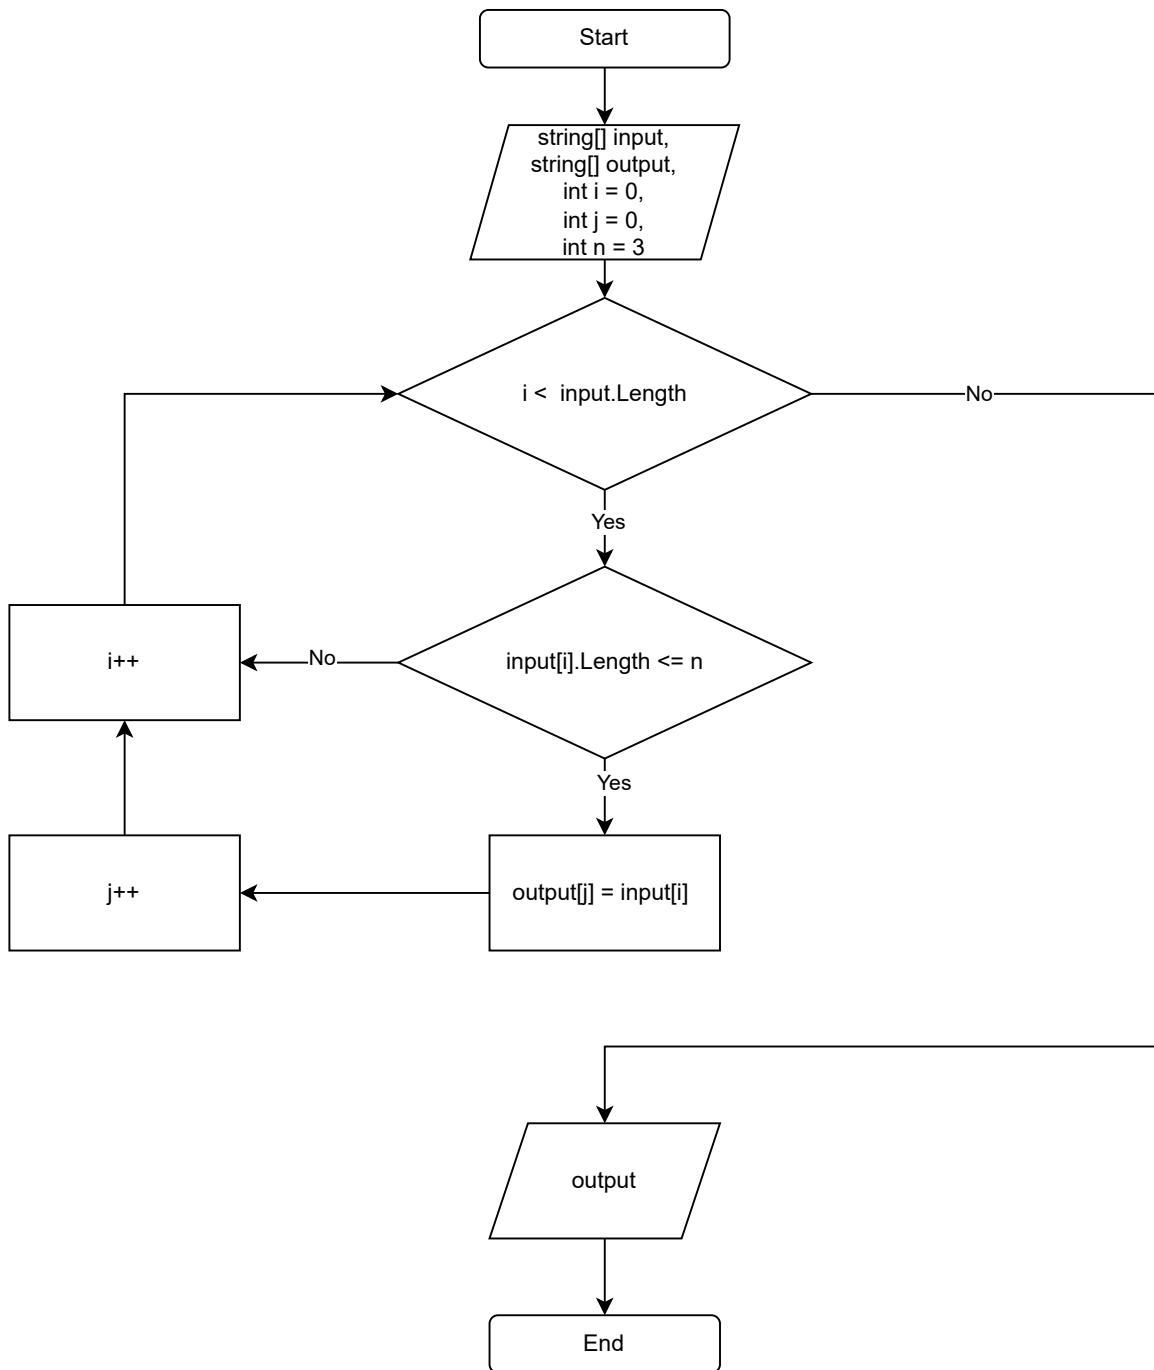 Start
string[] input,
string[] output,
int i = 0,
int j = 0,
int n = 3
i <  input.Length
No
Yes
input[i].Length <= n
No
i++
Yes
output[j] = input[i]
j++
output
End